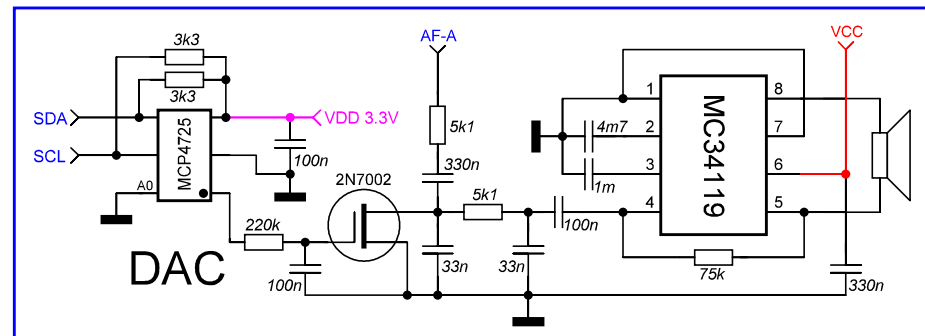 3k3
AF-A
VCC
3k3
SDA
MCP4725
VDD 3.3V
SCL
100n
A0
5k1
330n
2N7002
1
8
4m7
2
7
1m
3
6
MC34119
4
5
220k
5k1
100n
DAC
100n
33n
33n
75k
330n